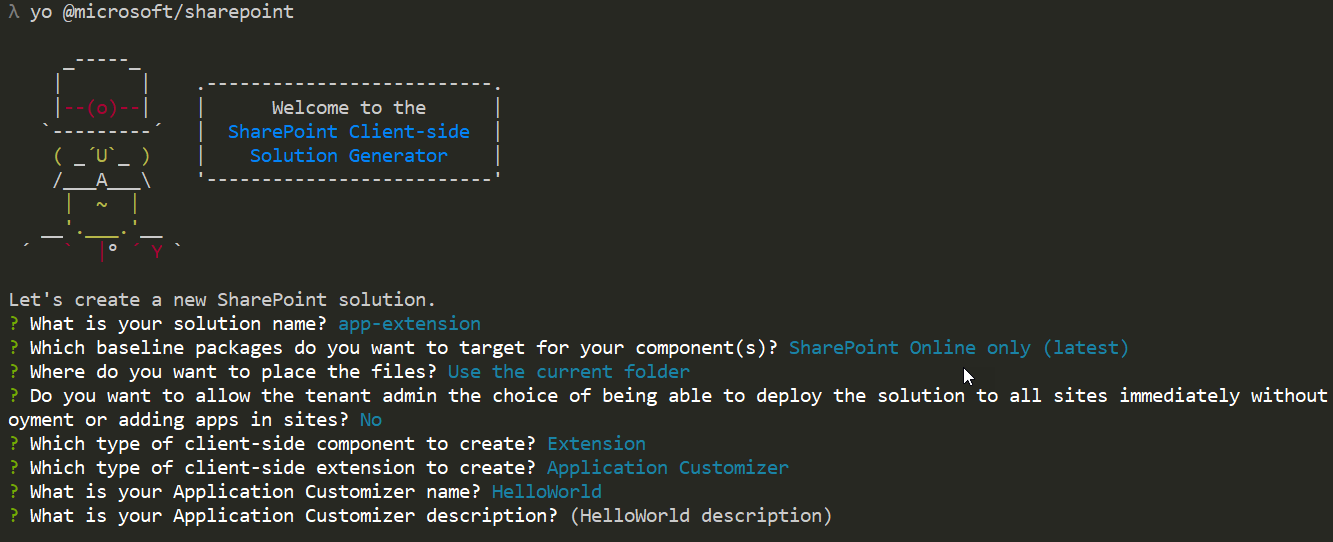 λ yo @microsoft/sharepoint
Welcome to the
SharePoint Client-side
Solution Generator
Let's create a new SharePoint solution.
? What is your solution name? app-extension
? Which baseline packages do you want to target for your component(s)? SharePoint Online only (latest)
? Where do you want to place the files? Use the current folder
? Do you want to allow the tenant admin the choice of being able to deploy the solution to all sites immediately without
oyment or adding apps in sites? No
? Which type of client-side component to create? Extension
? Which type of client-side extension to create? Application Customizer
? What is your Application Customizer name? HelloWorld
? What is your Application Customizer description? (HelloWorld description)